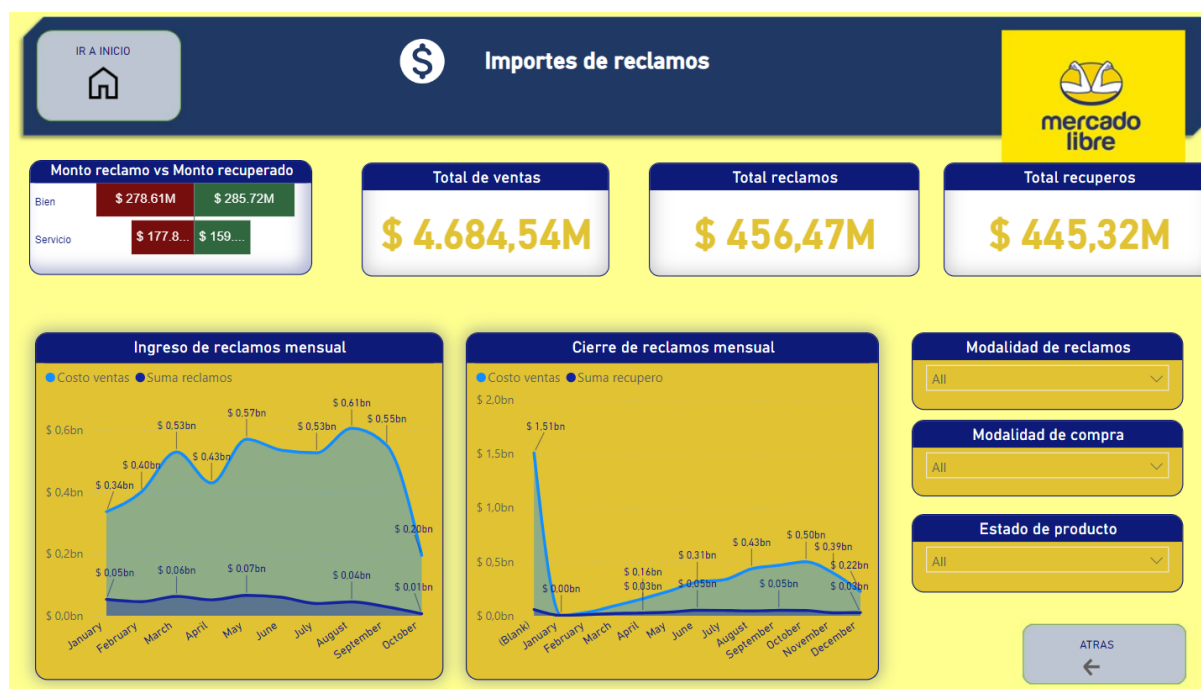 IR A INICIO
Importes de reclamos
mercado
libre
Monto reclamo vs Monto recuperado
Bien
$ 278.61M
$ 285.72M
Servicio
$ 177.8...
$ 159....
Total de ventas
$ 4.684,54M
Total reclamos
$ 456,47M
Total recuperos
$ 445,32M
Ingreso de reclamos mensual
Costo ventas
Suma reclamos
$ 0,6bn
$ 0,4bn
$ 0,2bn
$ 0,0bn
$ 0,34bn
$ 0,40bn
$ 0,53bn
$ 0,43bn
$ 0,57bn
$ 0,53bn
$ 0,61bn
$ 0,55bn
$ 0,20bn
$ 0,05bn
$ 0,06bn
$ 0,07bn
$ 0,04bn
$ 0,01bn
January
February
March
April
May
June
July
August
September
October
Cierre de reclamos mensual
Costo ventas
Suma recupero
$ 2,0bn
$ 1,5bn
$ 1,0bn
$ 0,5bn
$ 0,0bn
$ 1,51bn
$ 0,00bn
$ 0,16bn
$ 0,03bn
$ 0,31bn
$ 0,05bn
$ 0,43bn
$ 0,50bn
$ 0,05bn
$ 0,39bn
$ 0,22bn
$ 0,03bn
(Blank)
January
February
March
April
May
June
July
August
September
October
November
December
Modalidad de reclamos
All
Modalidad de compra
All
Estado de producto
All
ATRAS